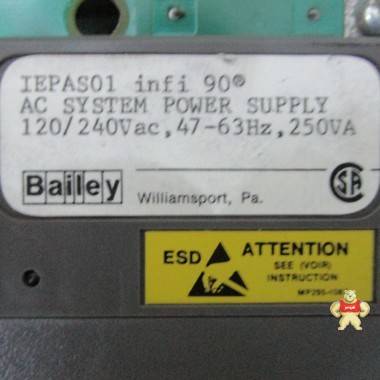 IEPAS01 infi 90®
AC SYSTEM POWER SUPPLY
120/240Vac, 47-63Hz, 250VA
Bailey
Williamsport, Pa.
SA
ESD
ATTENTION
SEE (VOIR)
INSTRUCTION